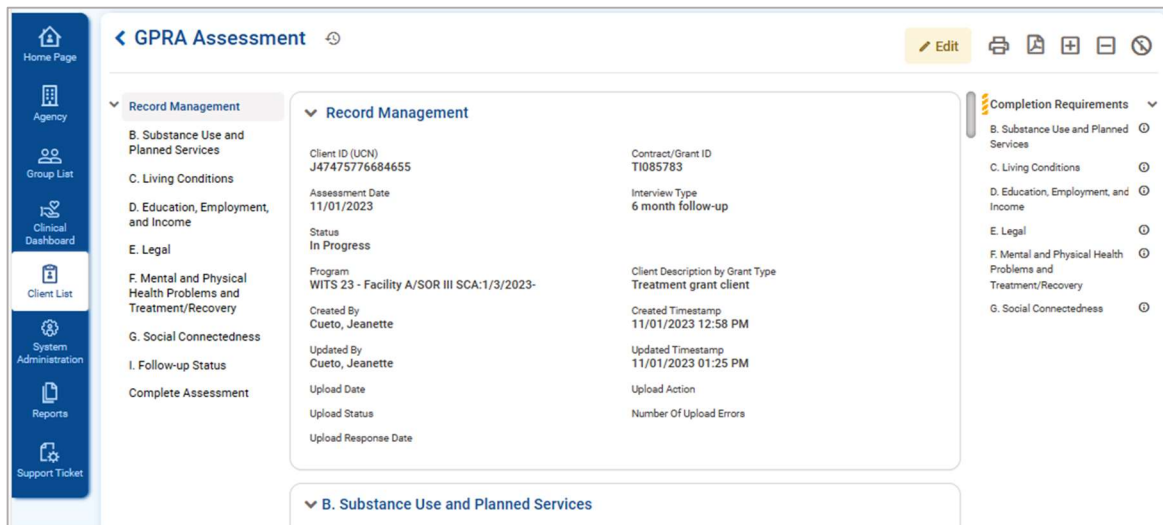 Home Page
Agency
Group List
Clinical
Dashboard
Client List
System
Administration
Reports
Support Ticket
GPRA Assessment
Edit
Record Management
B. Substance Use and
Planned Services
C. Living Conditions
D. Education, Employment,
and Income
E. Legal
F. Mental and Physical
Health Problems and
Treatment/Recovery
G. Social Connectedness
I. Follow-up Status
Complete Assessment
Record Management
Client ID (UCN)
J47475776684655
Contract/Grant ID
TI085783
Assessment Date
11/01/2023
Interview Type
6 month follow-up
Status
In Progress
Program
WITS 23 - Facility A/SOR III SCA:1/3/2023-
Client Description by Grant Type
Treatment grant client
Created By
Cueto, Jeanette
Created Timestamp
11/01/2023 12:58 PM
Updated By
Cueto, Jeanette
Updated Timestamp
11/01/2023 01:25 PM
Upload Date
Upload Action
Upload Status
Number Of Upload Errors
Upload Response Date
B. Substance Use and Planned Services
Completion Requirements
B. Substance Use and Planned
Services
C. Living Conditions
D. Education, Employment, and
Income
E. Legal
F. Mental and Physical Health
Problems and
Treatment/Recovery
G. Social Connectedness